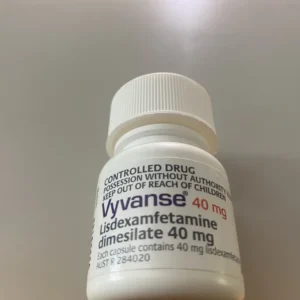 CONTROLLED DRUG
POSSESSION WITHOUT AUTHORITY
KEEP OUT OF REACH OF CHILDREN
Vyvanse® 40 mg
Lisdexamfetamine
dimesilate 40 mg
Each capsule contains 40 mg
AUST R 284020